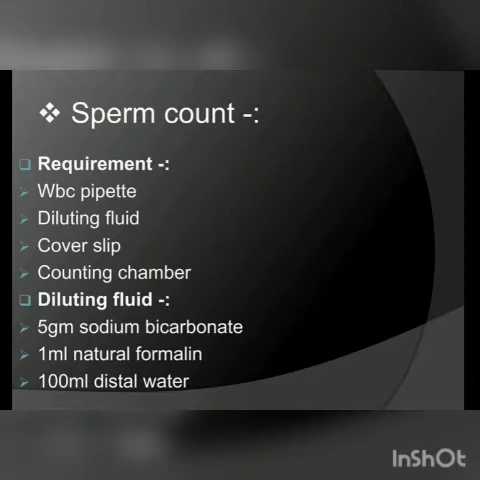 ❖ Sperm count -:
❑ Requirement -:
➢ Wbc pipette
➢ Diluting fluid
➢ Cover slip
➢ Counting chamber
❑ Diluting fluid -:
➢ 5gm sodium bicarbonate
➢ 1ml natural formalin
➢ 100ml distal water
InShOt